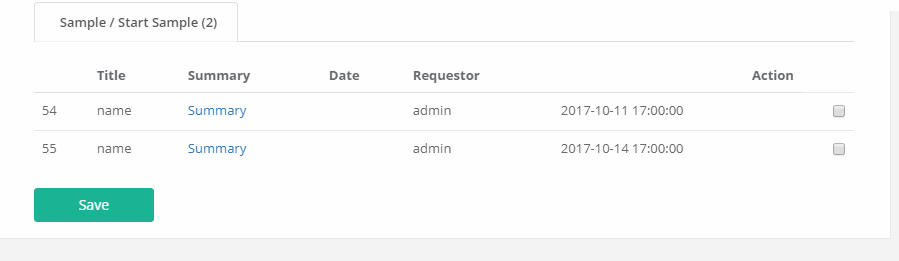 Sample / Start Sample (2)
Title Summary Date Requestor Action
54 name Summary admin 2017-10-11 17:00:00
55 name Summary admin 2017-10-14 17:00:00
Save